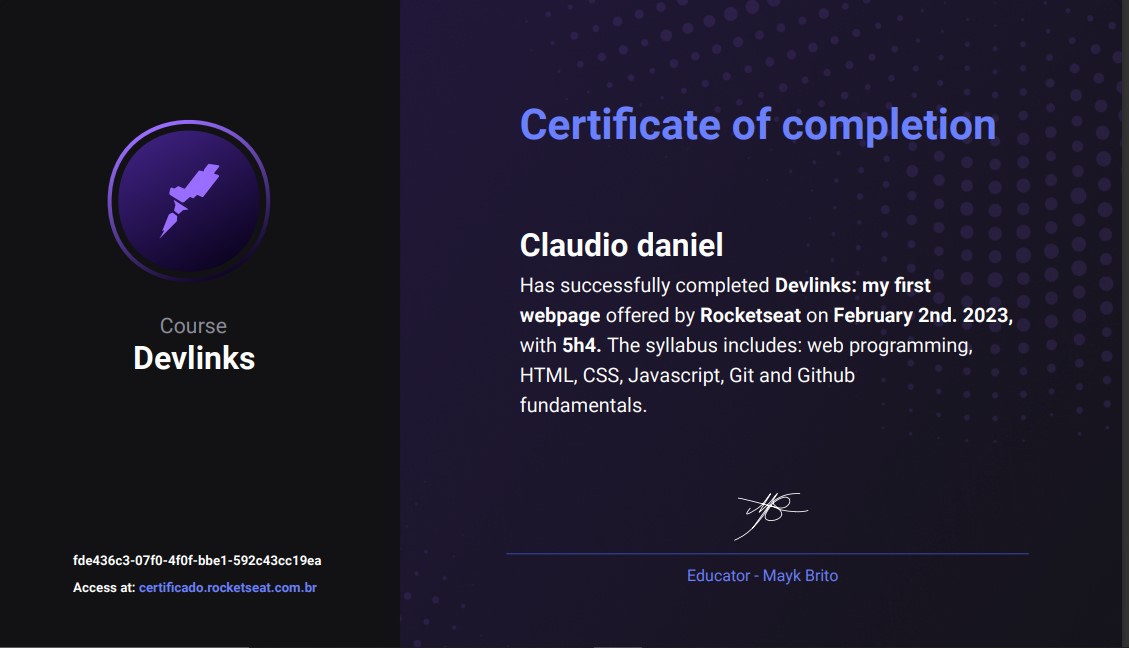 Course
Devlinks
fde436c3-07f0-4f0f-bbe1-592c43cc19ea
Access at: certificado.rocketseat.com.br
Certificate of completion
Claudio daniel
Has successfully completed Devlinks: my first
webpage offered by Rocketseat on February 2nd. 2023,
with 5h4. The syllabus includes: web programming,
HTML, CSS, Javascript, Git and Github
fundamentals.
Educator - Mayk Brito